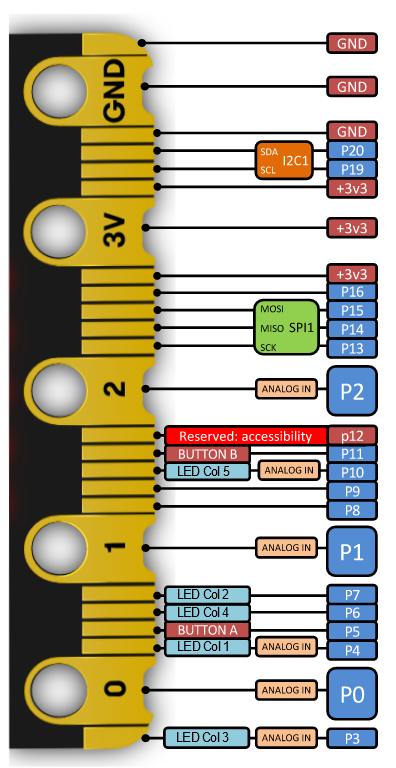 GND
GND
GND
GND
SDA I2C1 P20
SCL P19
+3v3
3V +3v3
+3v3
P16
MOSI P15
MISO SPI1 P14
SCK P13
2 ANALOG IN P2
Reserved: accessibility p12
BUTTON B P11
LED Col 5 ANALOG IN P10
P9
P8
1 ANALOG IN P1
LED Col 2 P7
LED Col 4 P6
BUTTON A P5
LED Col 1 ANALOG IN P4
0 ANALOG IN P0
LED Col 3 ANALOG IN P3